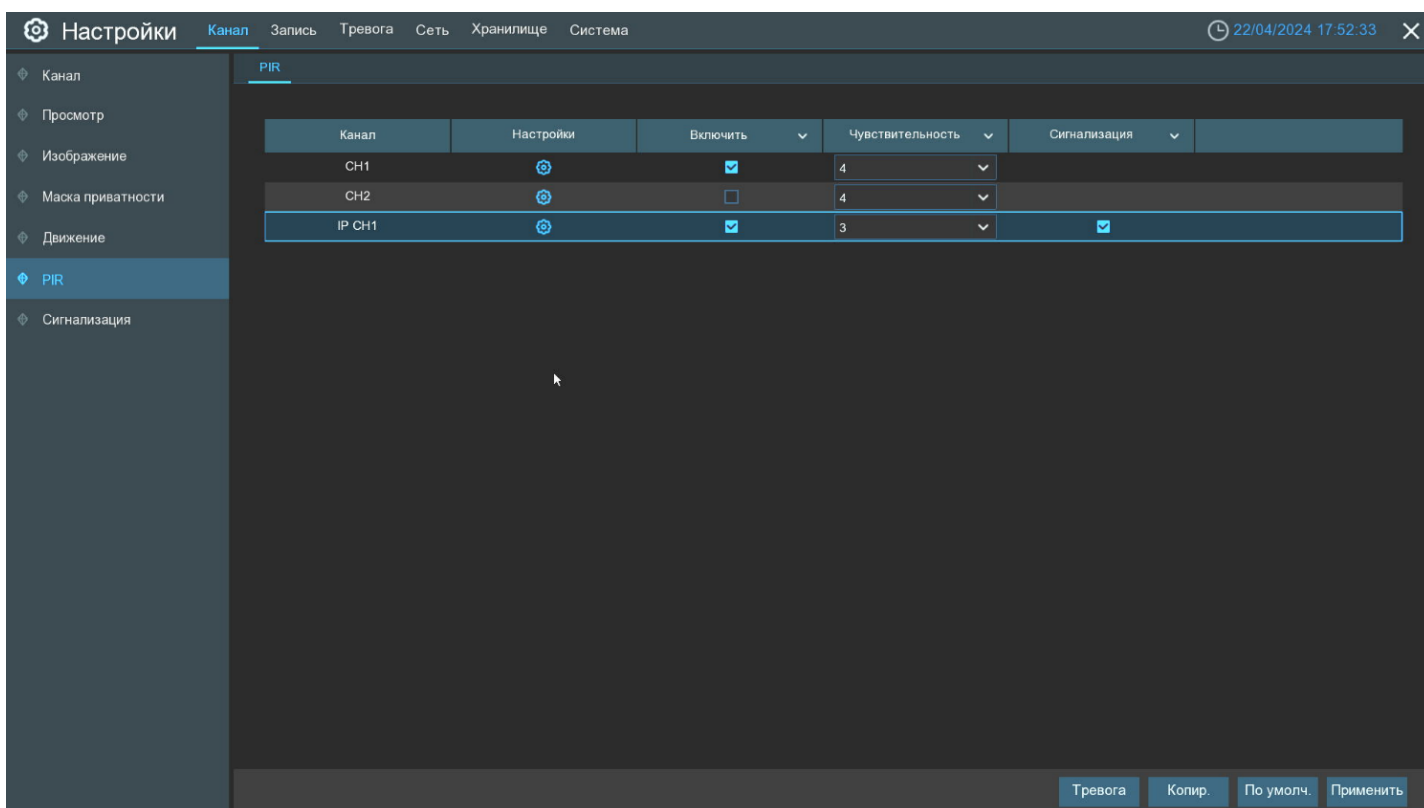 Настройки Канал Запись Тревога Сеть Хранилище Система 22/04/2024 17:52:33
Канал
Просмотр
Изображение
Маска приватности
Движение
PIR
Сигнализация
PIR
Канал Настройки Включить Чувствительность Сигнализация
CH1 4
CH2 4
IP CH1 3
Тревога Копир. По умолч. Применить